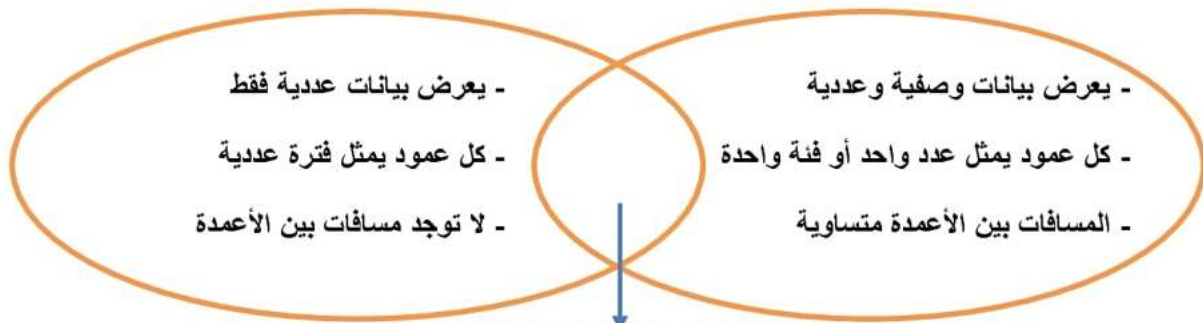 - يعرض بيانات وصفية وعددية
- كل عمود يمثل عدد واحد أو فئة واحدة
- المسافات بين الأعمدة متساوية
- يعرض بيانات عددية فقط
- كل عمود يمثل فترة عددية
- لا توجد مسافات بين الأعمدة